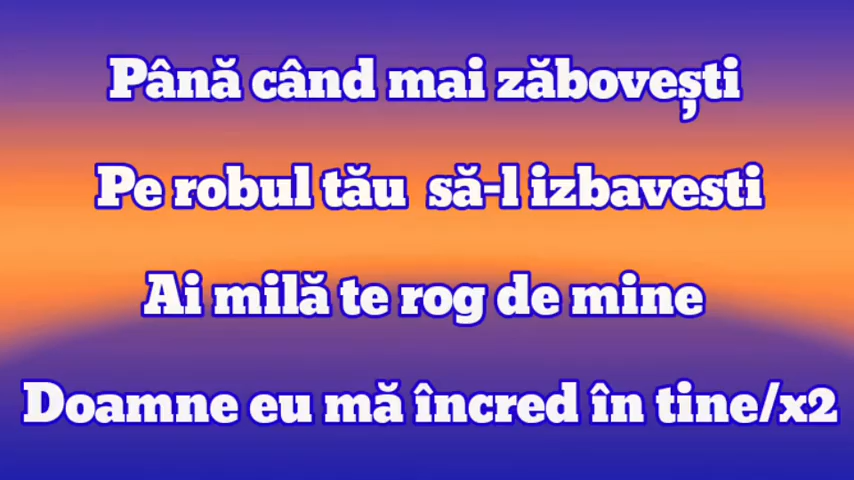 Până când mai zăbovești
Pe robul tău să-l izbavesti
Ai milă te rog de mine
Doamne eu mă încred în tine/x2